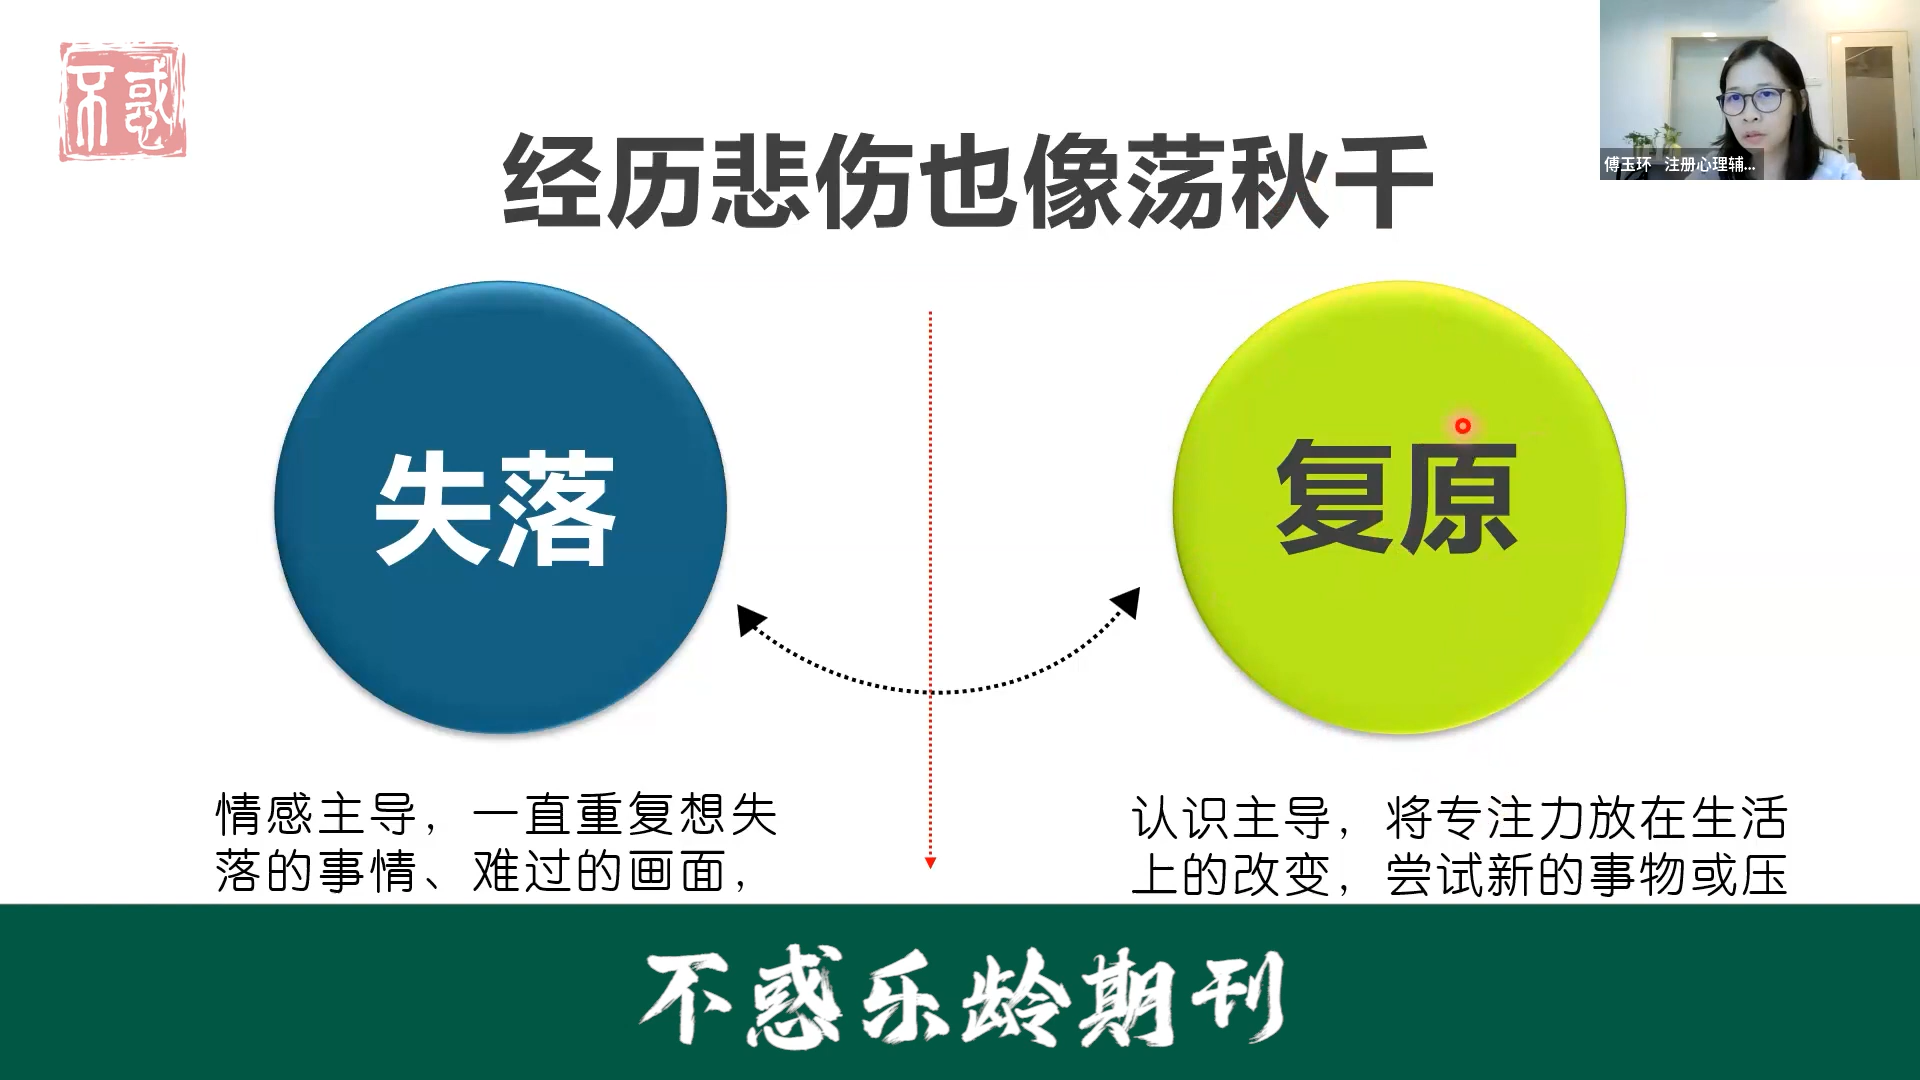 不惑
傅玉环 注册心理辅...
经历悲伤也像荡秋千
失落
复原
情感主导，一直重复想失
落的事情、难过的画面，
认识主导，将专注力放在生活
上的改变，尝试新的事物或压
不惑乐龄期刊